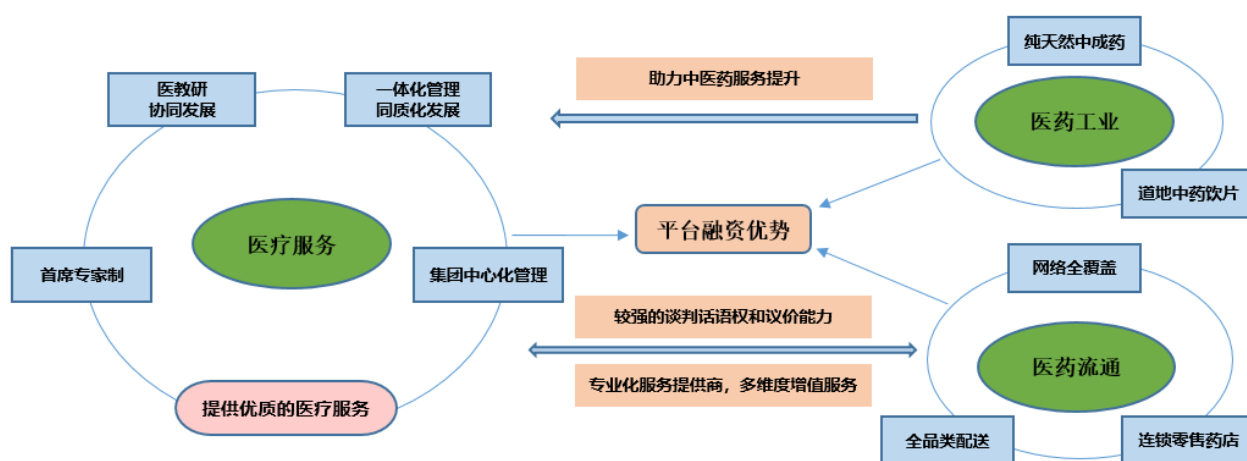 纯天然中成药
医教研
协同发展
一体化管理
同质化发展
助力中医药服务提升
医药工业
道地中药饮片
医疗服务
平台融资优势
首席专家制
集团中心化管理
网络全覆盖
较强的谈判话语权和议价能力
医药流通
专业化服务提供商，多维度增值服务
提供优质的医疗服务
全品类配送
连锁零售药店